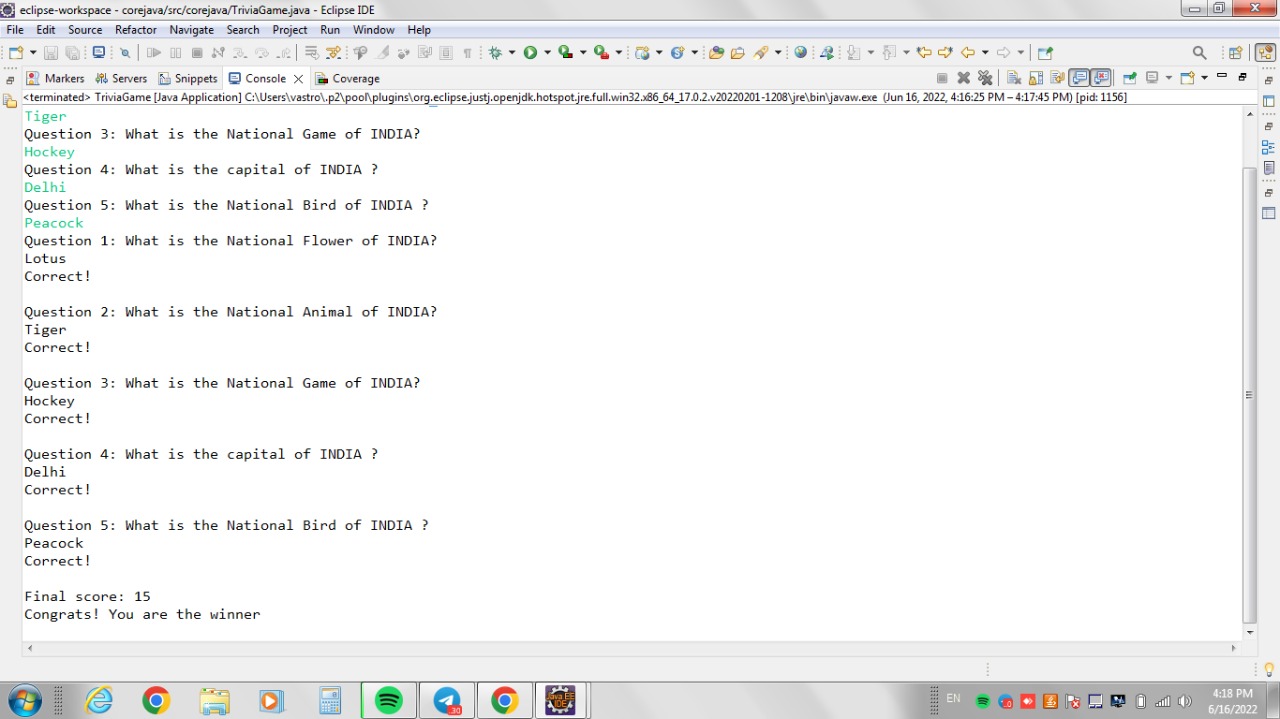 eclipse-workspace - corejava/src/corejava/TriviaGame.java - Eclipse IDE
File Edit Source Refactor Navigate Search Project Run Window Help
Markers Servers Snippets Console Coverage
<terminated> TriviaGame [Java Application] C:\Users\vastro\.p2\pool\plugins\org.eclipse.justj.openjdk.hotspot.jre.full.win32.x86_64_17.0.2.v20220201-1208\jre\bin\javaw.exe (Jun 16, 2022, 4:16:25 PM – 4:17:45 PM) [pid: 1156]
Tiger
Question 3: What is the National Game of INDIA?
Hockey
Question 4: What is the capital of INDIA ?
Delhi
Question 5: What is the National Bird of INDIA ?
Peacock
Question 1: What is the National Flower of INDIA?
Lotus
Correct!
Question 2: What is the National Animal of INDIA?
Tiger
Correct!
Question 3: What is the National Game of INDIA?
Hockey
Correct!
Question 4: What is the capital of INDIA ?
Delhi
Correct!
Question 5: What is the National Bird of INDIA ?
Peacock
Correct!
Final score: 15
Congrats! You are the winner
.30
Java EE
IDE
EN
4:18 PM
6/16/2022